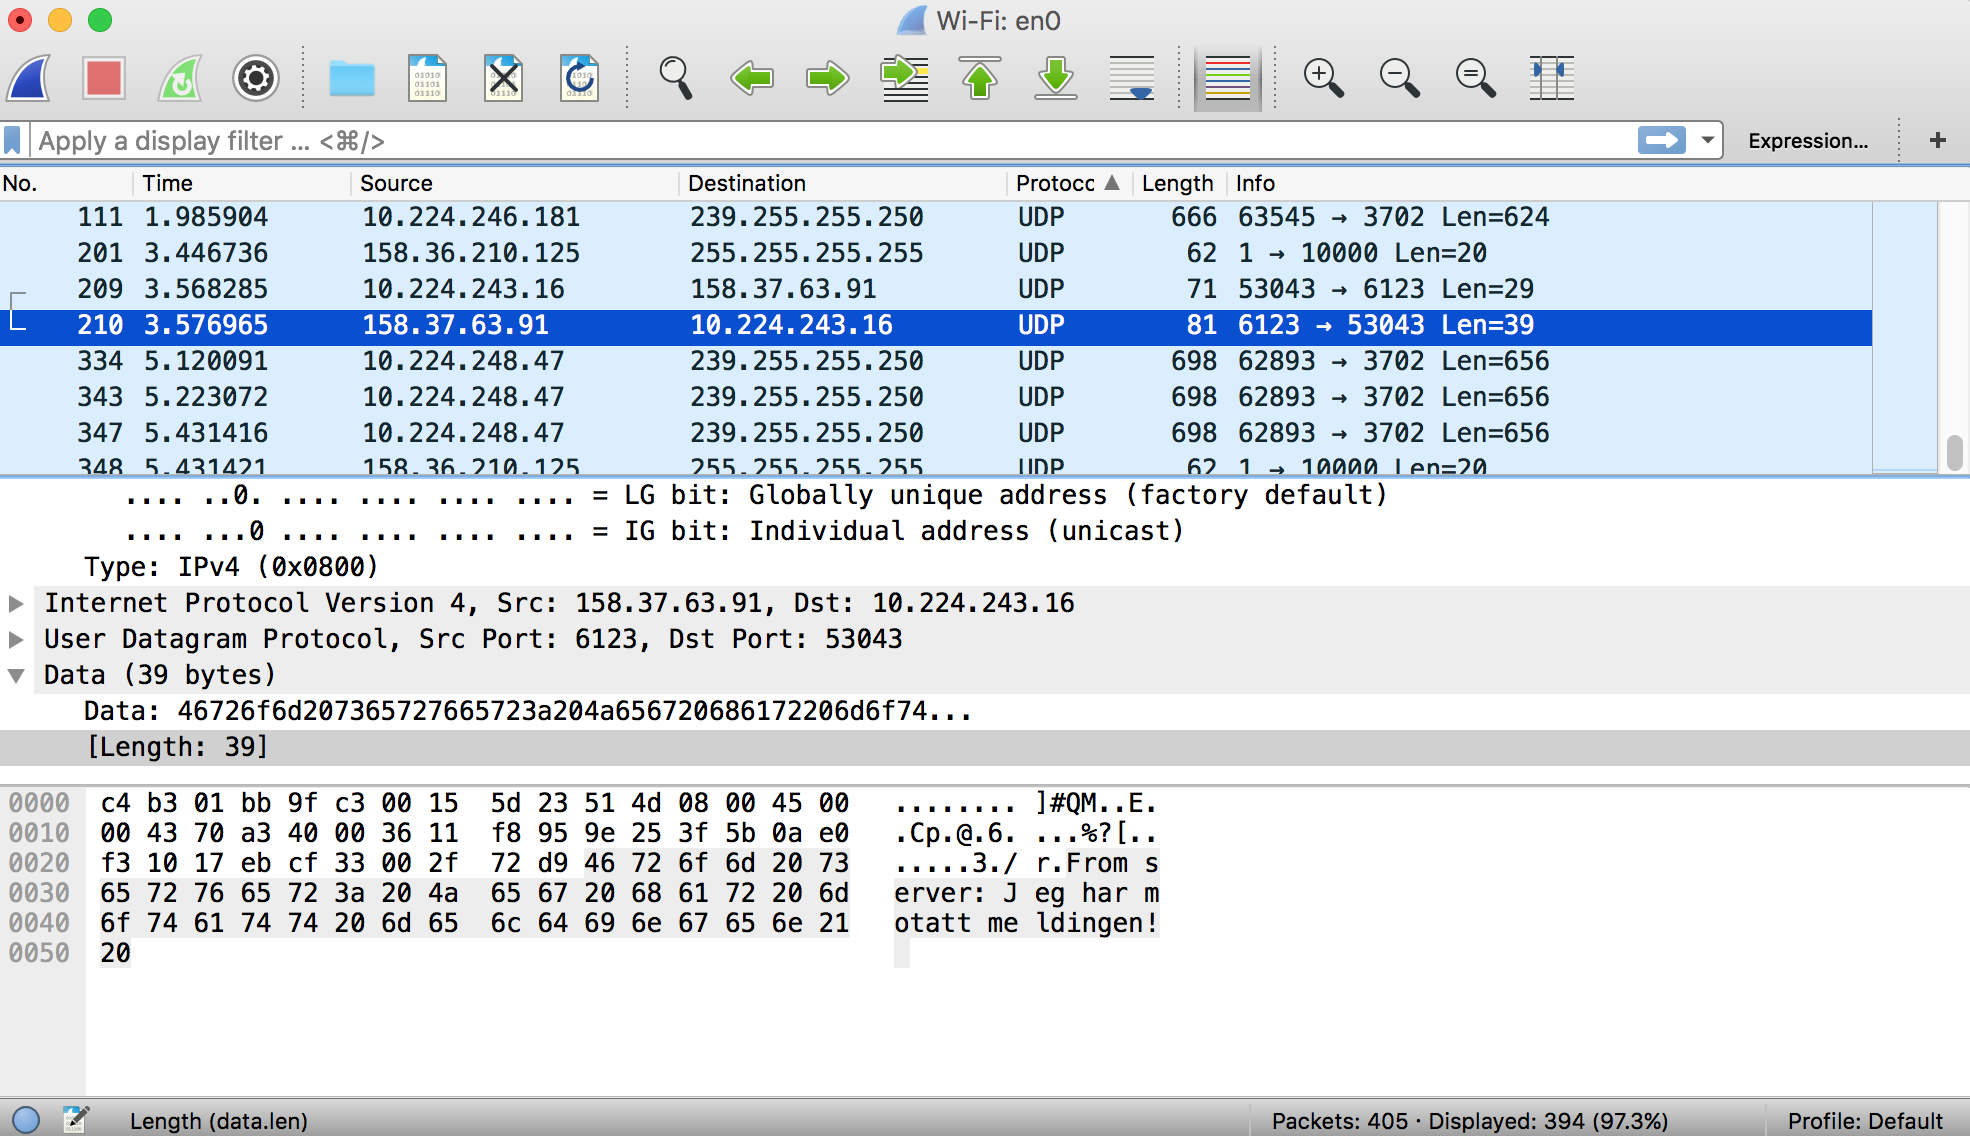 Wi-Fi: en0
Apply a display filter ... <⌘/>
Expression...
+
No. Time Source Destination Protoco Length Info
111 1.985904 10.224.246.181 239.255.255.250 UDP 666 63545 → 3702 Len=624
201 3.446736 158.36.210.125 255.255.255.255 UDP 62 1 → 10000 Len=20
209 3.568285 10.224.243.16 158.37.63.91 UDP 71 53043 → 6123 Len=29
210 3.576965 158.37.63.91 10.224.243.16 UDP 81 6123 → 53043 Len=39
334 5.120091 10.224.248.47 239.255.255.250 UDP 698 62893 → 3702 Len=656
343 5.223072 10.224.248.47 239.255.255.250 UDP 698 62893 → 3702 Len=656
347 5.431416 10.224.248.47 239.255.255.250 UDP 698 62893 → 3702 Len=656
348 5.431421 158.36.210.125 255.255.255.255 UDP 62 1 → 10000 Len=20
.... ..0. .... .... .... .... = LG bit: Globally unique address (factory default)
.... ...0 .... .... .... .... = IG bit: Individual address (unicast)
Type: IPv4 (0x0800)
Internet Protocol Version 4, Src: 158.37.63.91, Dst: 10.224.243.16
User Datagram Protocol, Src Port: 6123, Dst Port: 53043
Data (39 bytes)
Data: 46726f6d207365727665723a204a656720686172206d6f74...
[Length: 39]
0000 c4 b3 01 bb 9f c3 00 15 5d 23 51 4d 08 00 45 00 ........ ]#QM..E.
0010 00 43 70 a3 40 00 36 11 f8 95 9e 25 3f 5b 0a e0 .Cp.@.6. ...%?[..
0020 f3 10 17 eb cf 33 00 2f 72 d9 46 72 6f 6d 20 73 .....3./ r.From s
0030 65 72 76 65 72 3a 20 4a 65 67 20 68 61 72 20 6d erver: J eg har m
0040 6f 74 61 74 74 20 6d 65 6c 64 69 6e 67 65 6e 21 otatt me ldingen!
0050 20
Length (data.len)
Packets: 405 · Displayed: 394 (97.3%)
Profile: Default